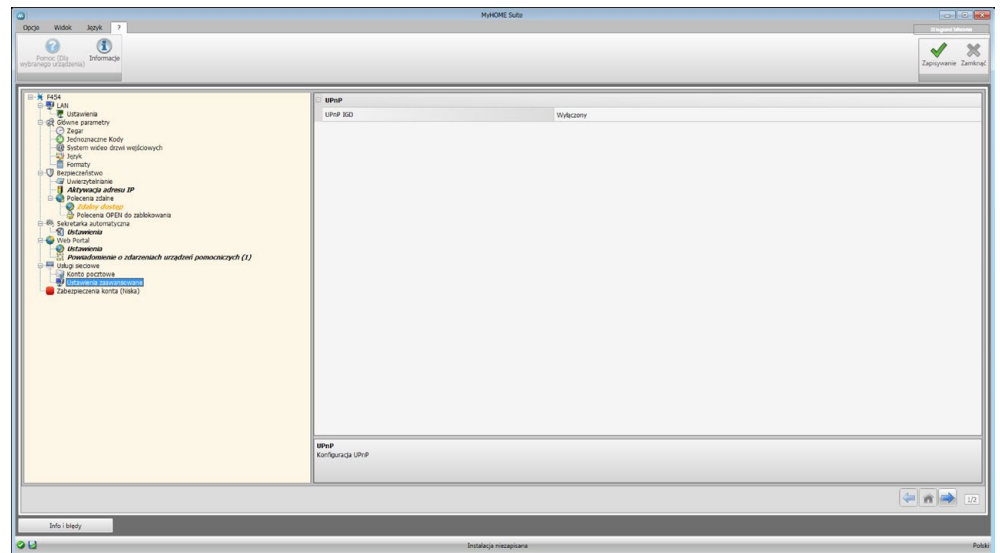 MyHOME Suite
Opcje Widok Język ?
Pomoc (Dla wybranego urządzenia)
Informacje
Zapisywanie Zamknąć
F454
LAN
Ustawienia
Główne parametry
Zegar
Jednoznaczne Kody
System wideo drzwi wejściowych
Język
Formaty
Bezpieczeństwo
Uwierzytelnianie
Aktywacja adresu IP
Polecenia zdalne
Zdalny dostęp
Polecenia OPEN do zablokowania
Sekretarka automatyczna
Ustawienia
Web Portal
Ustawienia
Powiadomienie o zdarzeniach urządzeń pomocniczych (1)
Usługi sieciowe
Konto pocztowe
Ustawienia zaawansowane
Zabezpieczenia konta (Niska)
UPnP
UPnP IGD Wyłączony
UPnP
Konfiguracja UPnP
1/2
Info i błędy
Instalacja niezapisana
Polski